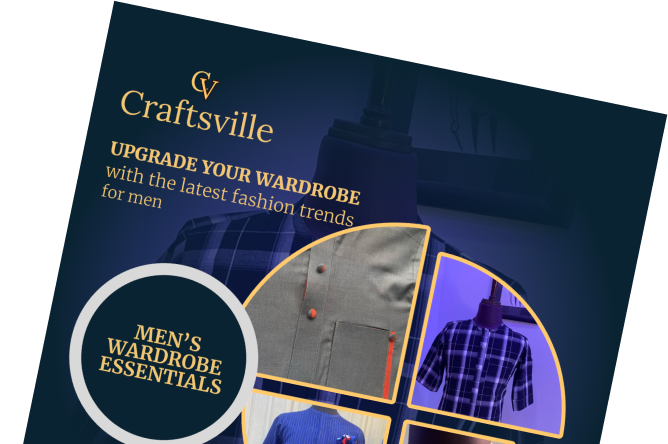 CV
Craftsville
UPGRADE YOUR WARDROBE
with the latest fashion trends
for men
MEN'S
WARDROBE
ESSENTIALS